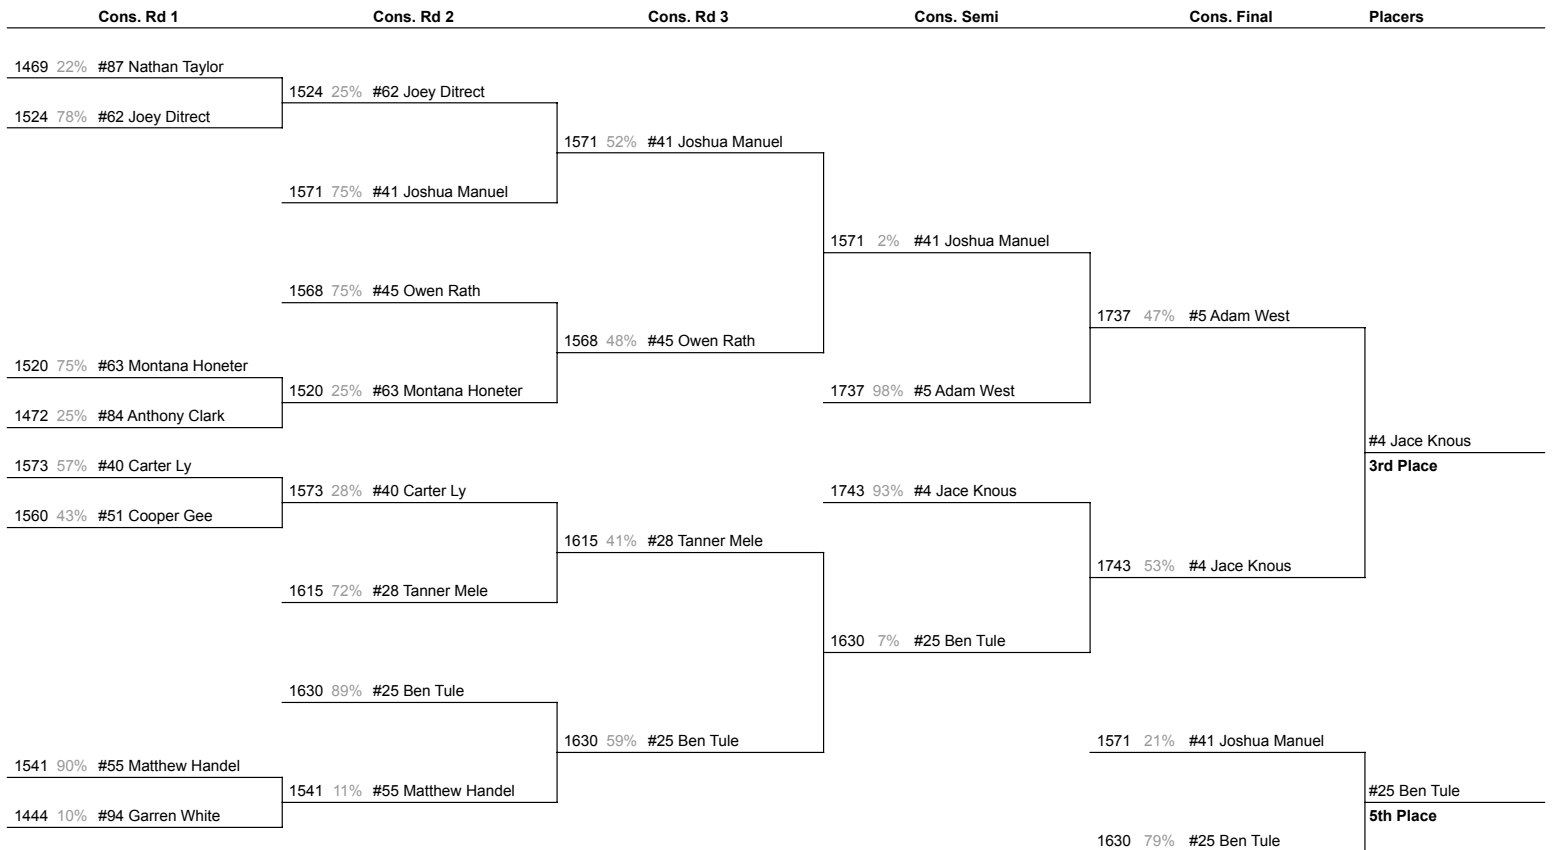 Cons. Rd 1 Cons. Rd 2 Cons. Rd 3 Cons. Semi Cons. Final Placers
1469 22% #87 Nathan Taylor
1524 25% #62 Joey Ditrect
1524 78% #62 Joey Ditrect
1571 52% #41 Joshua Manuel
1571 75% #41 Joshua Manuel
1571 2% #41 Joshua Manuel
1568 75% #45 Owen Rath
1737 47% #5 Adam West
1568 48% #45 Owen Rath
1520 75% #63 Montana Honeter
1520 25% #63 Montana Honeter
1737 98% #5 Adam West
1472 25% #84 Anthony Clark
#4 Jace Knous
1573 57% #40 Carter Ly
3rd Place
1573 28% #40 Carter Ly
1743 93% #4 Jace Knous
1560 43% #51 Cooper Gee
1615 41% #28 Tanner Mele
1743 53% #4 Jace Knous
1615 72% #28 Tanner Mele
1630 7% #25 Ben Tule
1630 89% #25 Ben Tule
1630 59% #25 Ben Tule
1571 21% #41 Joshua Manuel
1541 90% #55 Matthew Handel
1541 11% #55 Matthew Handel
#25 Ben Tule
1444 10% #94 Garren White
5th Place
1630 79% #25 Ben Tule